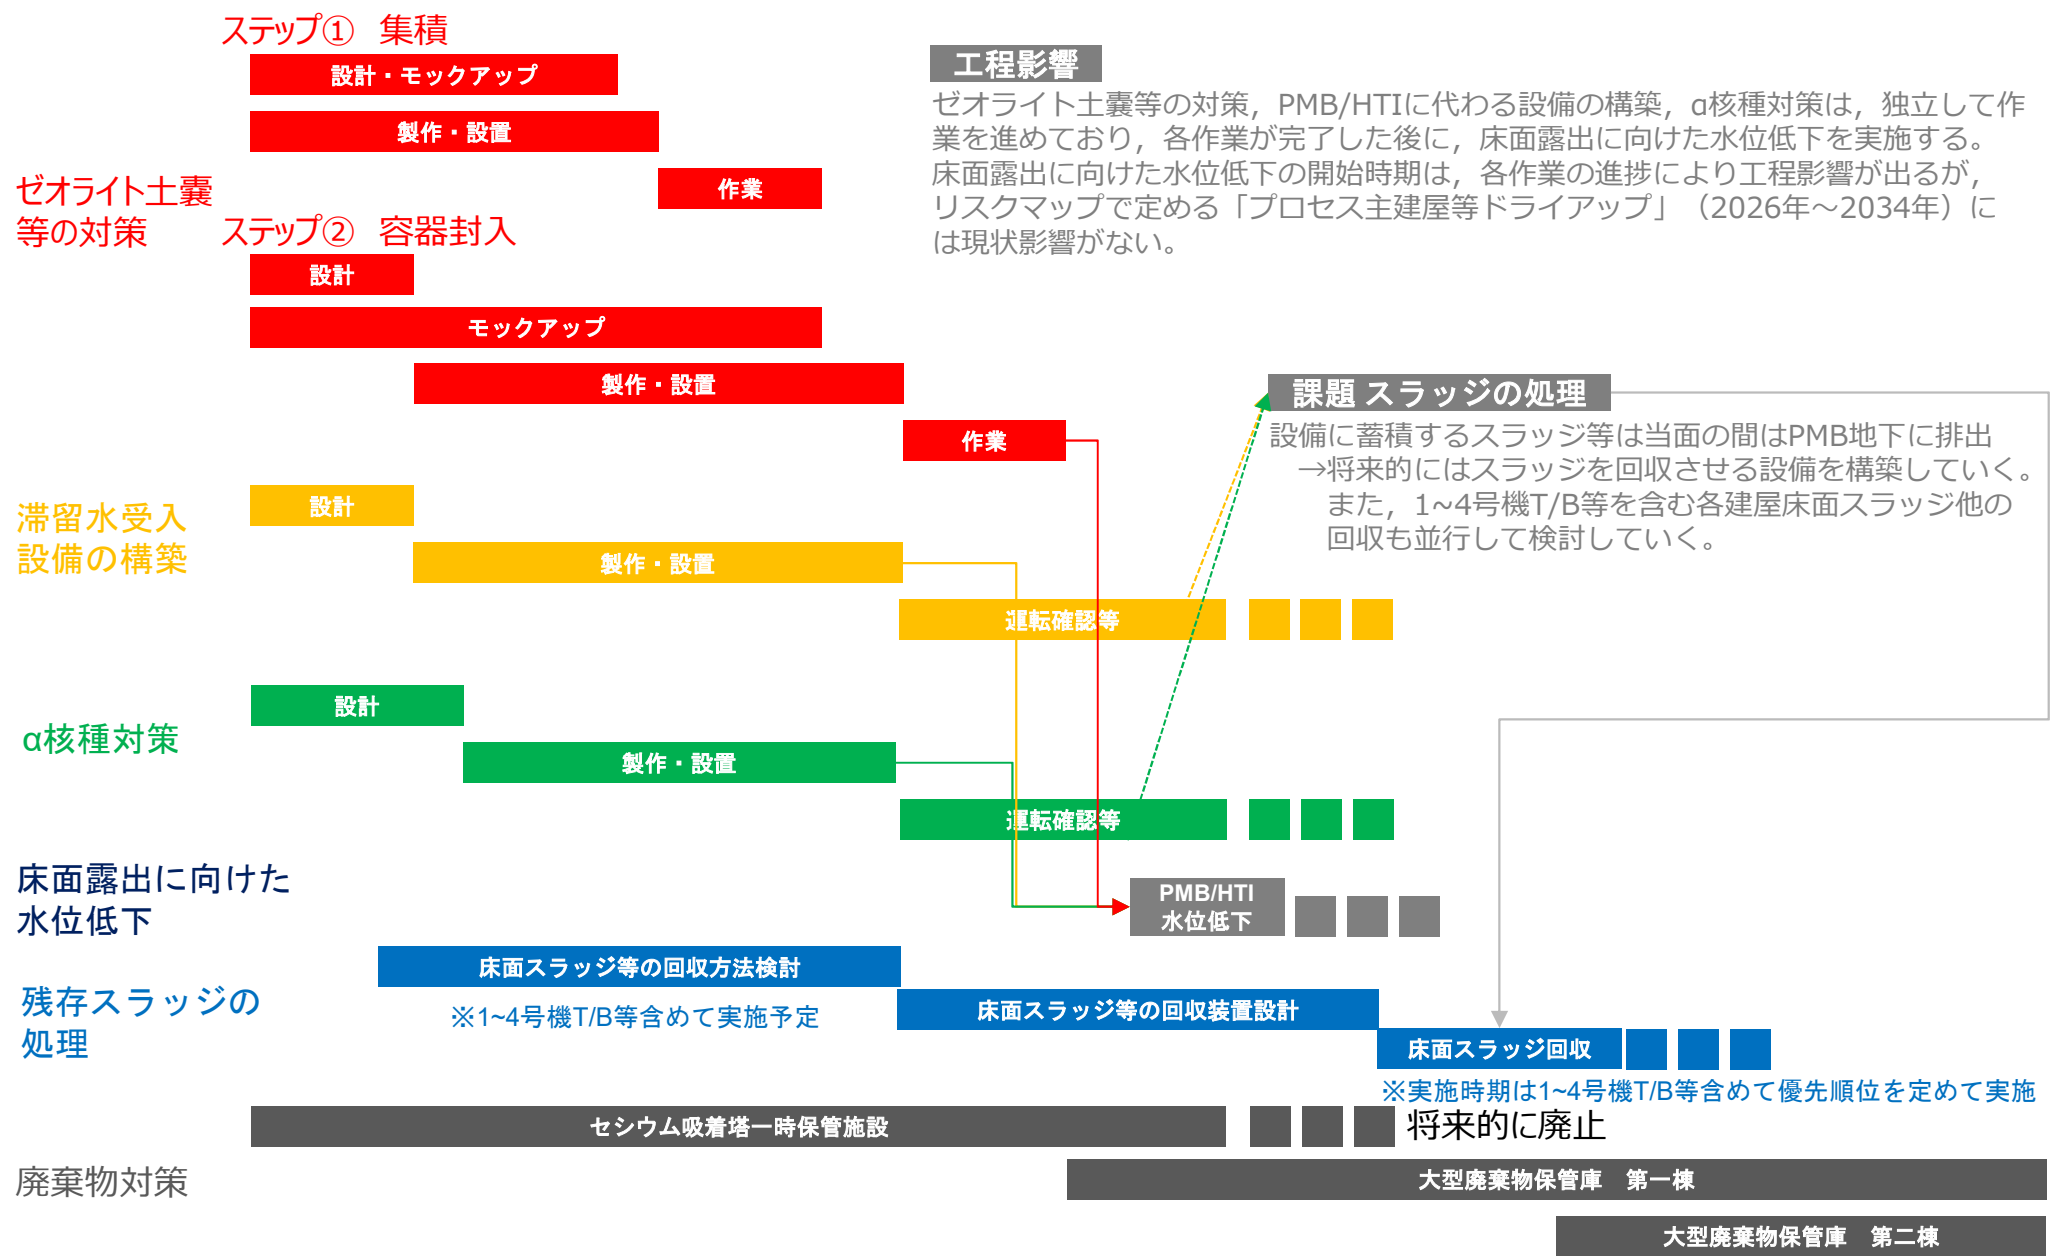 ステップ①　集積
設計・モックアップ
製作・設置
作業
ゼオライト土嚢
等の対策
ステップ②　容器封入
設計
モックアップ
製作・設置
作業
工程影響
ゼオライト土嚢等の対策，PMB/HTIに代わる設備の構築，α核種対策は，独立して作
業を進めており，各作業が完了した後に，床面露出に向けた水位低下を実施する。
床面露出に向けた水位低下の開始時期は，各作業の進捗により工程影響が出るが，
リスクマップで定める「プロセス主建屋等ドライアップ」（2026年～2034年）に
は現状影響がない。
課題 スラッジの処理
設備に蓄積するスラッジ等は当面の間はPMB地下に排出
→将来的にはスラッジを回収させる設備を構築していく。
また，1~4号機T/B等を含む各建屋床面スラッジ他の
回収も並行して検討していく。
滞留水受入
設備の構築
設計
製作・設置
運転確認等
α核種対策
設計
製作・設置
運転確認等
床面露出に向けた
水位低下
PMB/HTI
水位低下
残存スラッジの
処理
床面スラッジ等の回収方法検討
※1~4号機T/B等含めて実施予定
床面スラッジ等の回収装置設計
床面スラッジ回収
※実施時期は1~4号機T/B等含めて優先順位を定めて実施
廃棄物対策
セシウム吸着塔一時保管施設
将来的に廃止
大型廃棄物保管庫　第一棟
大型廃棄物保管庫　第二棟